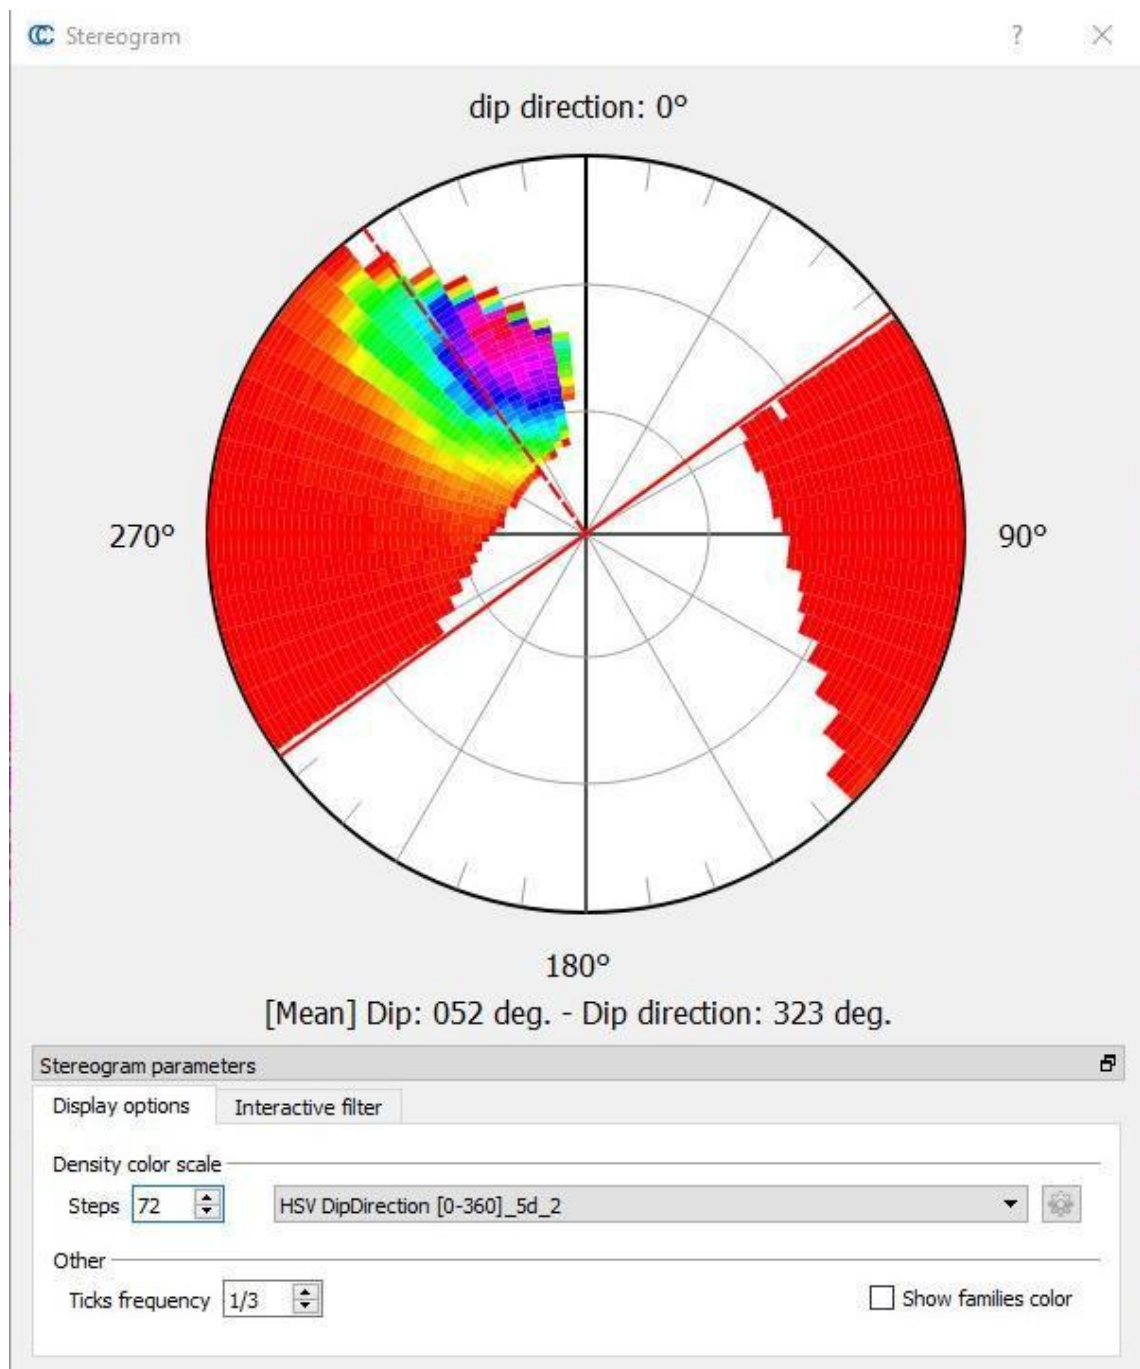 Stereogram ?
dip direction: 0°
270°
90°
180°
[Mean] Dip: 052 deg. - Dip direction: 323 deg.
Stereogram parameters
Display options Interactive filter
Density color scale
Steps 72 HSV DipDirection [0-360]_5d_2
Other
Ticks frequency 1/3 Show families color